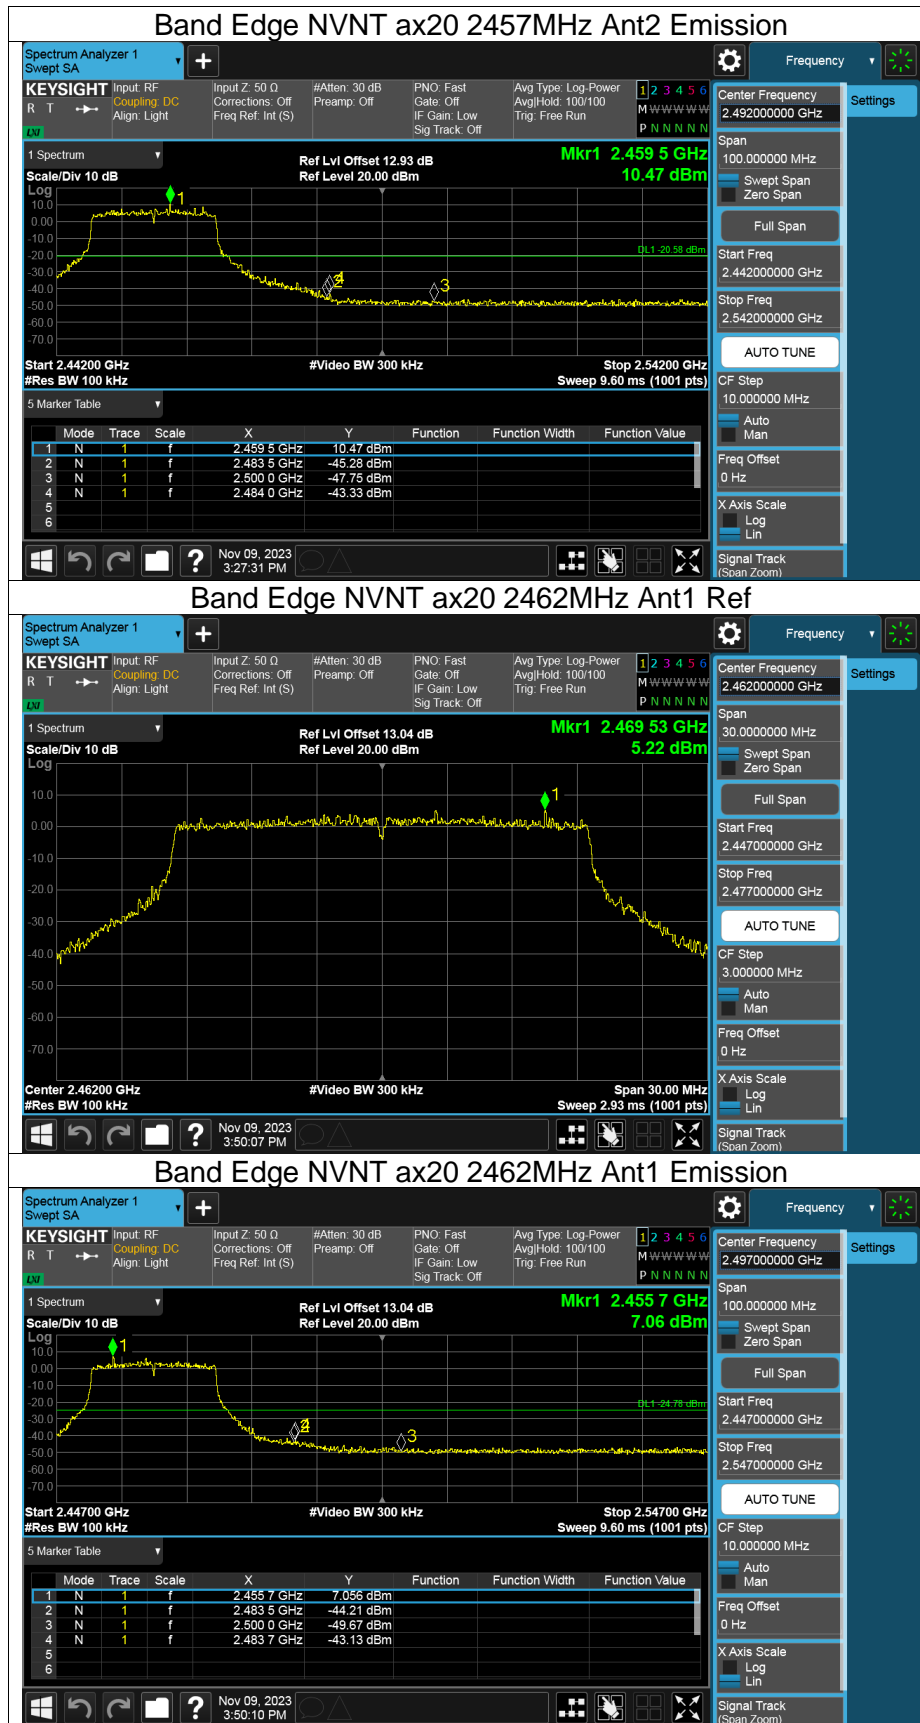 Band Edge NVNT ax20 2457MHz Ant2 Emission
Spectrum Analyzer 1
Swept SA
Frequency
KEYSIGHT
R T
LXI
Input: RF
Coupling: DC
Align: Light
Input Z: 50 Ω
Corrections: Off
Freq Ref: Int (S)
#Atten: 30 dB
Preamp: Off
PNO: Fast
Gate: Off
IF Gain: Low
Sig Track: Off
Avg Type: Log-Power
Avg|Hold: 100/100
Trig: Free Run
1 2 3 4 5 6
M W W W W W
P N N N N N
1 Spectrum
Scale/Div 10 dB
Ref Lvl Offset 12.93 dB
Ref Level 20.00 dBm
Mkr1 2.459 5 GHz
10.47 dBm
Log
10.0
0.00
-10.0
-20.0
-30.0
-40.0
-50.0
-60.0
-70.0
DL1 -20.58 dBm
1
2
4
3
Start 2.44200 GHz
#Res BW 100 kHz
#Video BW 300 kHz
Stop 2.54200 GHz
Sweep 9.60 ms (1001 pts)
5 Marker Table
Mode Trace Scale X Y Function Function Width Function Value
1 N 1 f 2.459 5 GHz 10.47 dBm
2 N 1 f 2.483 5 GHz -45.28 dBm
3 N 1 f 2.500 0 GHz -47.75 dBm
4 N 1 f 2.484 0 GHz -43.33 dBm
5
6
Nov 09, 2023
3:27:31 PM
Center Frequency
2.492000000 GHz
Settings
Span
100.000000 MHz
Swept Span
Zero Span
Full Span
Start Freq
2.442000000 GHz
Stop Freq
2.542000000 GHz
AUTO TUNE
CF Step
10.000000 MHz
Auto
Man
Freq Offset
0 Hz
X Axis Scale
Log
Lin
Signal Track
(Span Zoom)
Band Edge NVNT ax20 2462MHz Ant1 Ref
Spectrum Analyzer 1
Swept SA
Frequency
KEYSIGHT
R T
LXI
Input: RF
Coupling: DC
Align: Light
Input Z: 50 Ω
Corrections: Off
Freq Ref: Int (S)
#Atten: 30 dB
Preamp: Off
PNO: Fast
Gate: Off
IF Gain: Low
Sig Track: Off
Avg Type: Log-Power
Avg|Hold: 100/100
Trig: Free Run
1 2 3 4 5 6
M W W W W W
P N N N N N
1 Spectrum
Scale/Div 10 dB
Ref Lvl Offset 13.04 dB
Ref Level 20.00 dBm
Mkr1 2.469 53 GHz
5.22 dBm
Log
10.0
0.00
-10.0
-20.0
-30.0
-40.0
-50.0
-60.0
-70.0
1
Center 2.46200 GHz
#Res BW 100 kHz
#Video BW 300 kHz
Span 30.00 MHz
Sweep 2.93 ms (1001 pts)
Nov 09, 2023
3:50:07 PM
Center Frequency
2.462000000 GHz
Settings
Span
30.0000000 MHz
Swept Span
Zero Span
Full Span
Start Freq
2.447000000 GHz
Stop Freq
2.477000000 GHz
AUTO TUNE
CF Step
3.000000 MHz
Auto
Man
Freq Offset
0 Hz
X Axis Scale
Log
Lin
Signal Track
(Span Zoom)
Band Edge NVNT ax20 2462MHz Ant1 Emission
Spectrum Analyzer 1
Swept SA
Frequency
KEYSIGHT
R T
LXI
Input: RF
Coupling: DC
Align: Light
Input Z: 50 Ω
Corrections: Off
Freq Ref: Int (S)
#Atten: 30 dB
Preamp: Off
PNO: Fast
Gate: Off
IF Gain: Low
Sig Track: Off
Avg Type: Log-Power
Avg|Hold: 100/100
Trig: Free Run
1 2 3 4 5 6
M W W W W W
P N N N N N
1 Spectrum
Scale/Div 10 dB
Ref Lvl Offset 13.04 dB
Ref Level 20.00 dBm
Mkr1 2.455 7 GHz
7.06 dBm
Log
10.0
0.00
-10.0
-20.0
-30.0
-40.0
-50.0
-60.0
-70.0
DL1 -24.78 dBm
1
2
4
3
Start 2.44700 GHz
#Res BW 100 kHz
#Video BW 300 kHz
Stop 2.54700 GHz
Sweep 9.60 ms (1001 pts)
5 Marker Table
Mode Trace Scale X Y Function Function Width Function Value
1 N 1 f 2.455 7 GHz 7.056 dBm
2 N 1 f 2.483 5 GHz -44.21 dBm
3 N 1 f 2.500 0 GHz -49.67 dBm
4 N 1 f 2.483 7 GHz -43.13 dBm
5
6
Nov 09, 2023
3:50:10 PM
Center Frequency
2.497000000 GHz
Settings
Span
100.000000 MHz
Swept Span
Zero Span
Full Span
Start Freq
2.447000000 GHz
Stop Freq
2.547000000 GHz
AUTO TUNE
CF Step
10.000000 MHz
Auto
Man
Freq Offset
0 Hz
X Axis Scale
Log
Lin
Signal Track
(Span Zoom)